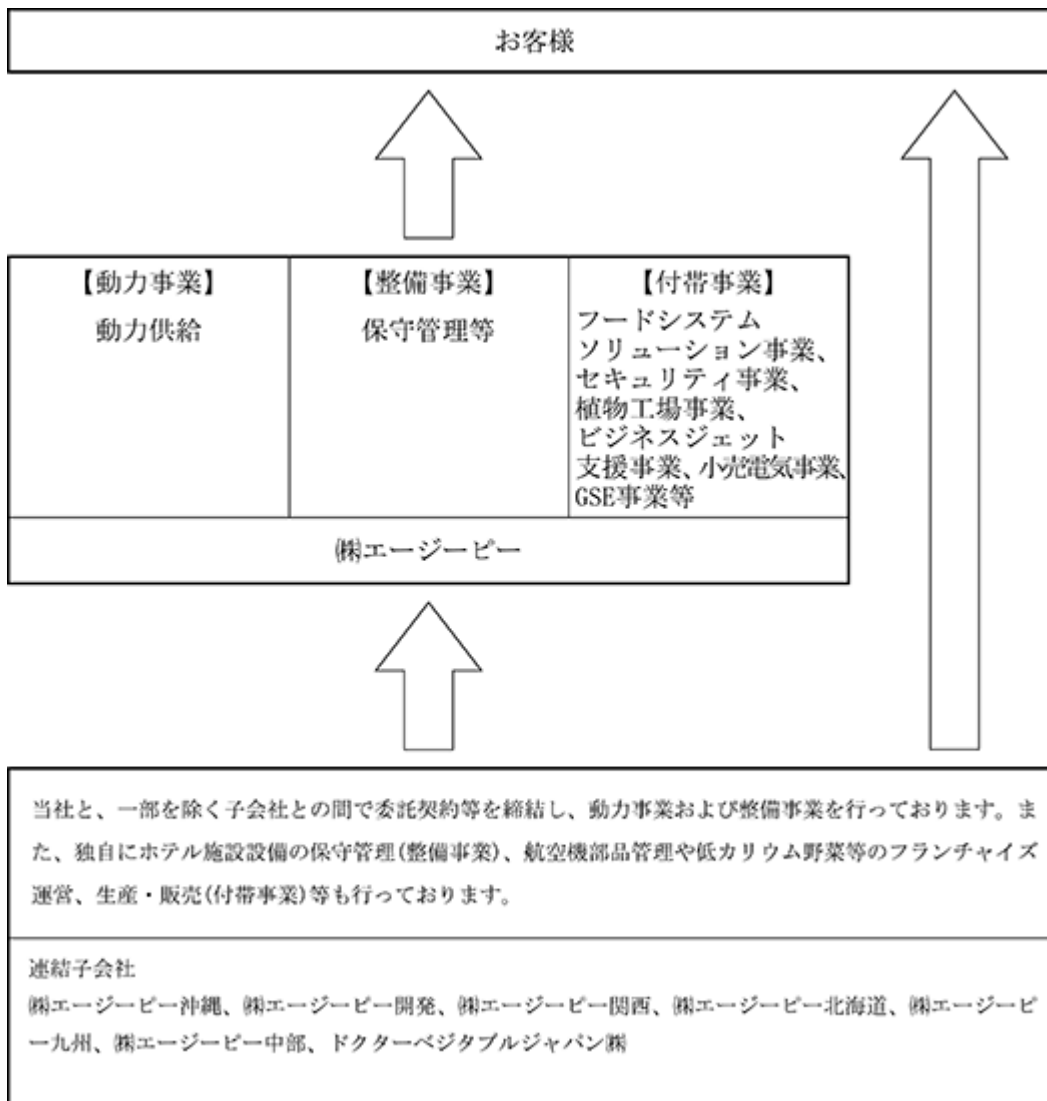 お客様
【動力事業】
動力供給
【整備事業】
保守管理等
【付帯事業】
フードシステム
ソリューション事業、
セキュリティ事業、
植物工場事業、
ビジネスジェット
支援事業、小売電気事業、
GSE事業等
㈱エージーピー
当社と、一部を除く子会社との間で委託契約等を締結し、動力事業および整備事業を行っております。ま
た、独自にホテル施設設備の保守管理(整備事業)、航空機部品管理や低カリウム野菜等のフランチャイズ
運営、生産・販売(付帯事業)等も行っております。
連結子会社
㈱エージーピー沖縄、㈱エージーピー開発、㈱エージーピー関西、㈱エージーピー北海道、㈱エージーピ
ー九州、㈱エージーピー中部、ドクターベジタブルジャパン㈱